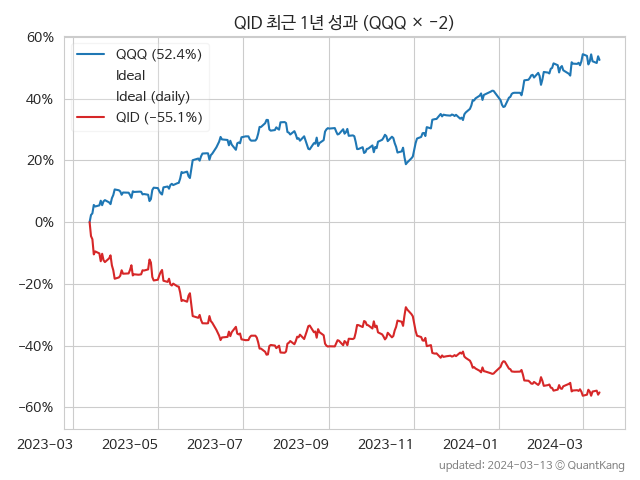 QID 최근 1년 성과 (QQQ × -2)
60%
40%
20%
0%
−20%
−40%
−60%
QQQ (52.4%)
Ideal
Ideal (daily)
QID (−55.1%)
2023-03 2023-05 2023-07 2023-09 2023-11 2024-01 2024-03
updated: 2024-03-13 ⓒ QuantKang